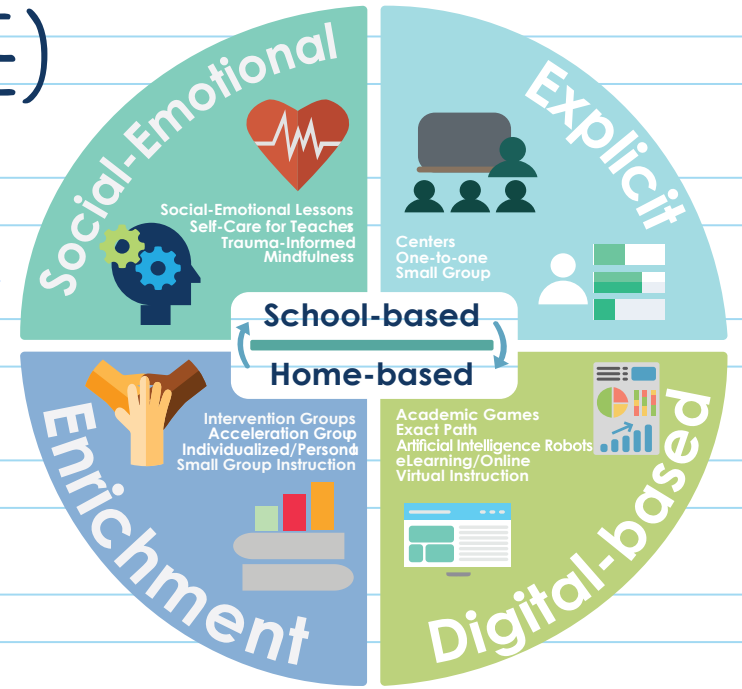 E)
Social-Emotional
Social-Emotional Lessons
Self-Care for Teachers
Trauma-Informed
Mindfulness
Explicit
Centers
One-to-one
Small Group
School-based
Home-based
Enrichment
Intervention Groups
Acceleration Group
Individualized/Personal
Small Group Instruction
Digital-based
Academic Games
Exact Path
Artificial Intelligence Robots
eLearning/Online
Virtual Instruction